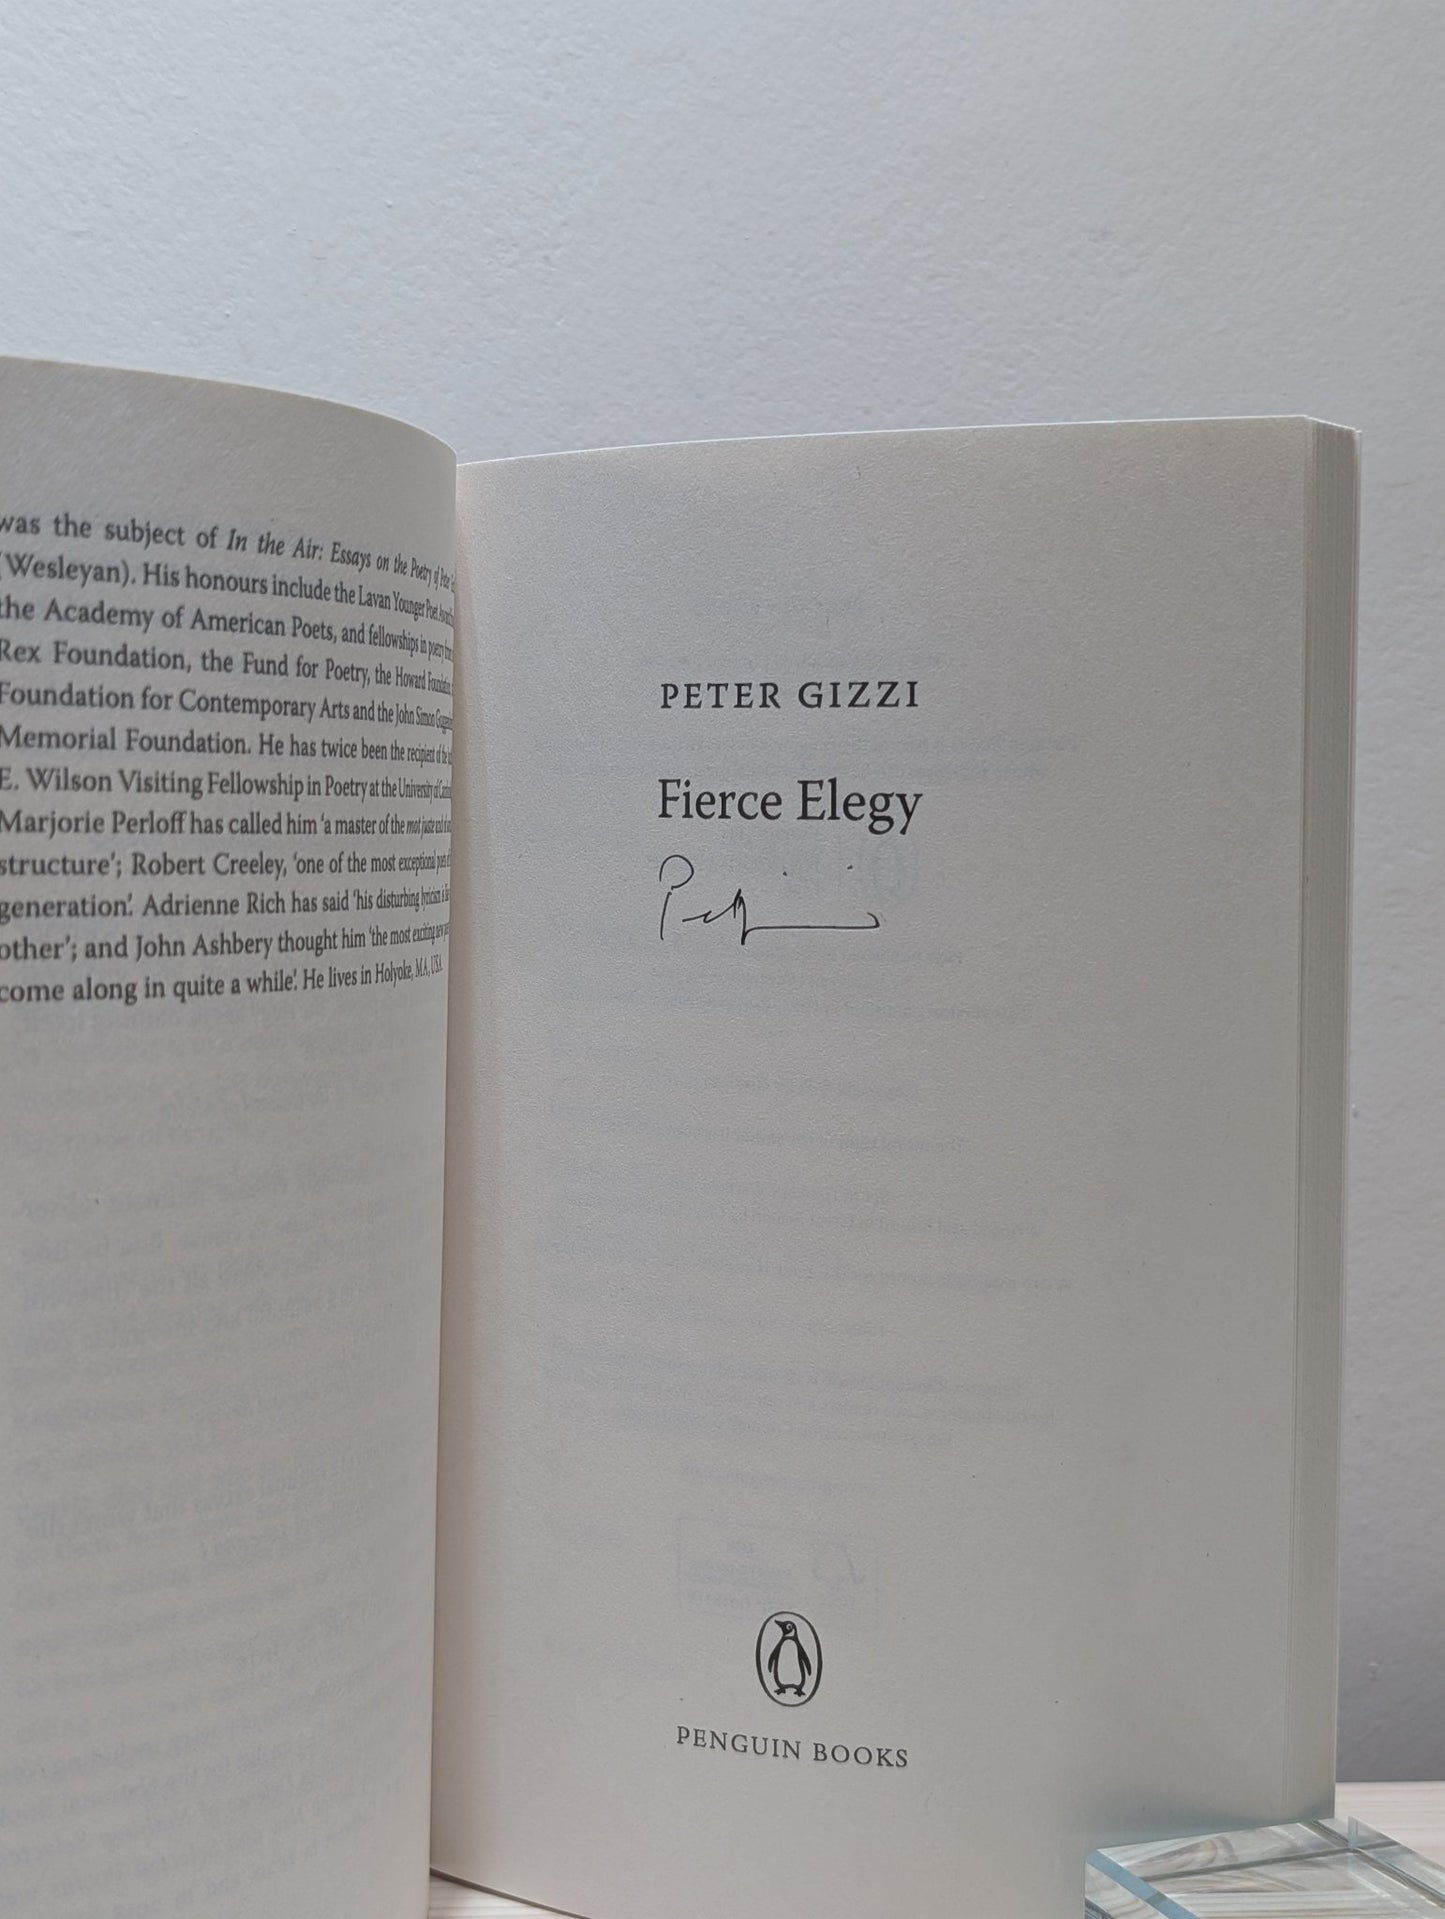 was the subject of In the Air: Essays on the Poetry of Peter
(Wesleyan). His honours include the Lavan Younger Poet
the Academy of American Poets, and fellowships in poetry
Rex Foundation, the Fund for Poetry, the Howard
Foundation for Contemporary Arts and the John Simon
Memorial Foundation. He has twice been the recipient of the
E. Wilson Visiting Fellowship in Poetry at the University of
Marjorie Perloff has called him ‘a master of the mot juste and of
structure’; Robert Creeley, ‘one of the most exceptional
generation’. Adrienne Rich has said ‘his disturbing lyricism is
other’; and John Ashbery thought him ‘the most exciting new
come along in quite a while’. He lives in Holyoke, MA, USA.
PETER GIZZI
Fierce Elegy
PENGUIN BOOKS